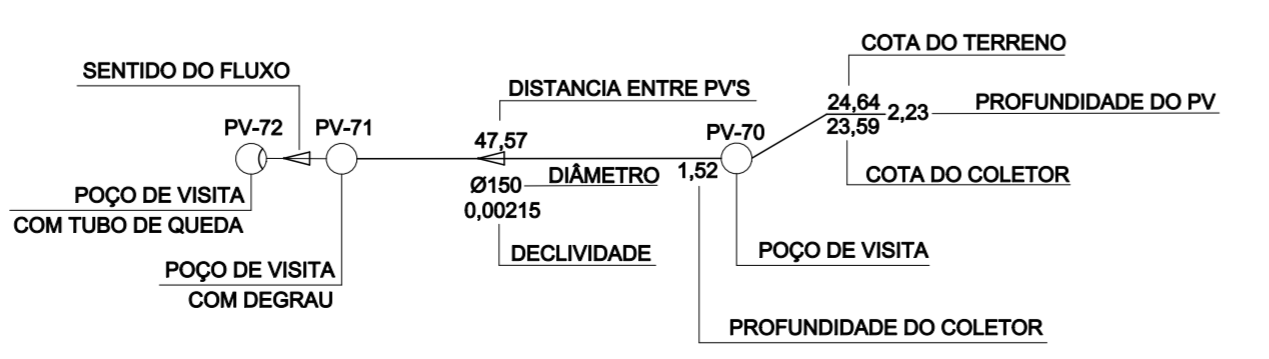 COTA DO TERRENO
SENTIDO DO FLUXO
DISTANCIA ENTRE PV'S
24,64
23,59
2,23
PROFUNDIDADE DO PV
PV-72
PV-71
47,57
PV-70
Ø150
DIÂMETRO
0,00215
1,52
COTA DO COLETOR
POÇO DE VISITA
COM TUBO DE QUEDA
DECLIVIDADE
POÇO DE VISITA
POÇO DE VISITA
COM DEGRAU
PROFUNDIDADE DO COLETOR